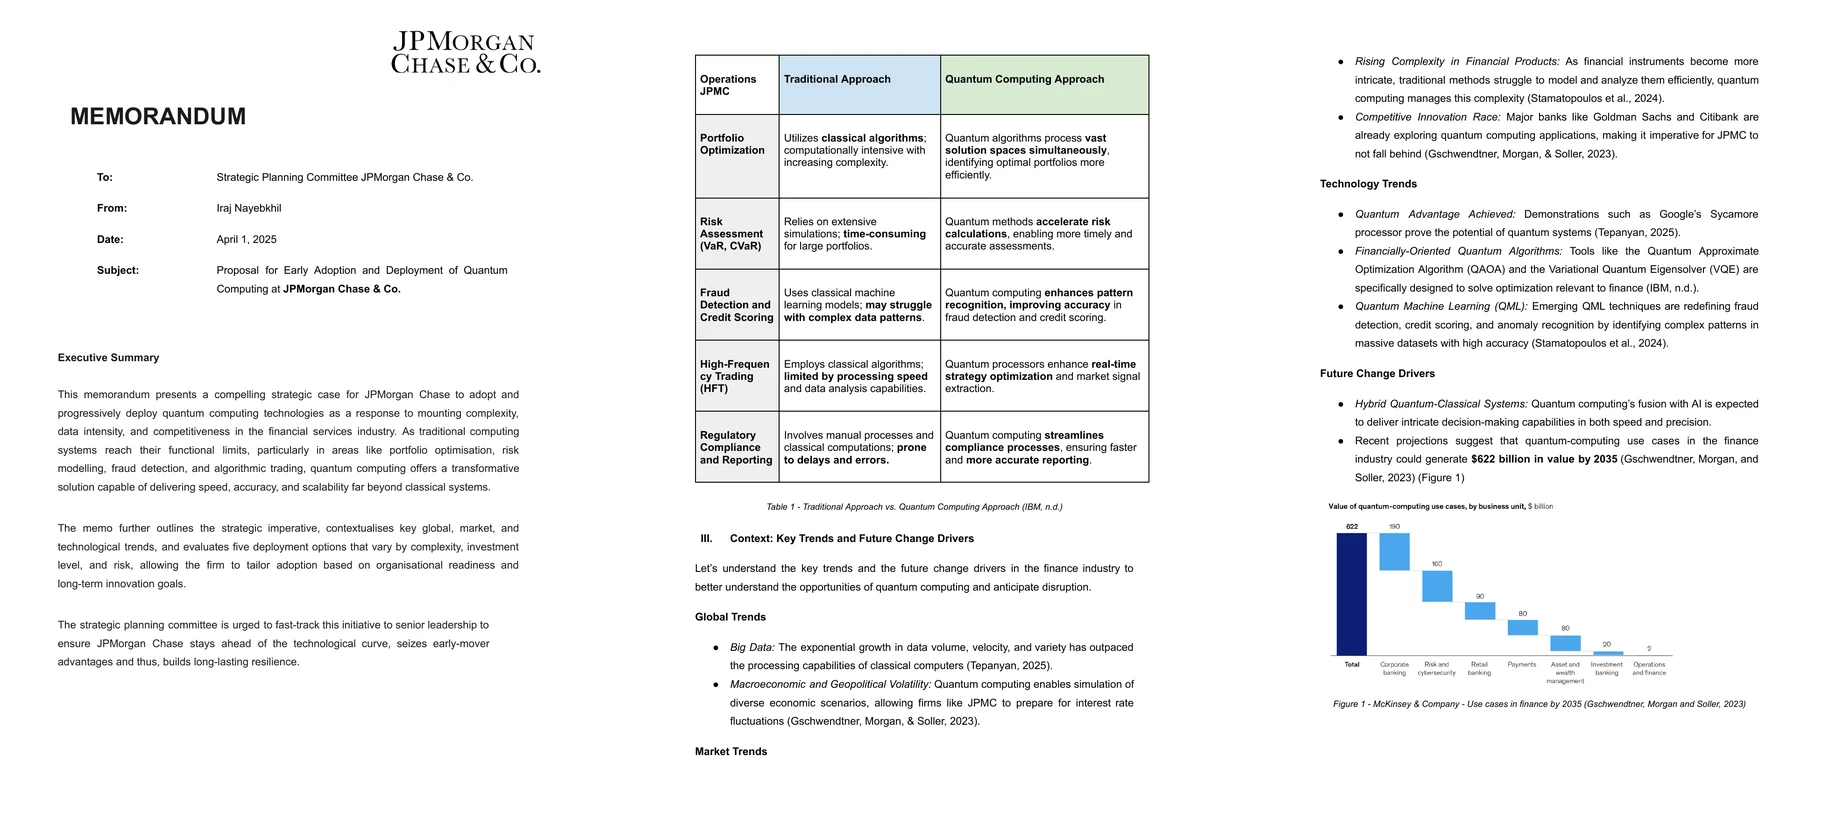 JPMORGAN
CHASE & CO.
MEMORANDUM
To: Strategic Planning Committee JPMorgan Chase & Co.
From: Iraj Nayebkhil
Date: April 1, 2025
Subject: Proposal for Early Adoption and Deployment of Quantum
Computing at JPMorgan Chase & Co.
Executive Summary
This memorandum presents a compelling strategic case for JPMorgan Chase to adopt and
progressively deploy quantum computing technologies as a response to mounting complexity,
data intensity, and competitiveness in the financial services industry. As traditional computing
systems reach their functional limits, particularly in areas like portfolio optimisation, risk
modelling, fraud detection, and algorithmic trading, quantum computing offers a transformative
solution capable of delivering speed, accuracy, and scalability far beyond classical systems.
The memo further outlines the strategic imperative, contextualises key global, market, and
technological trends, and evaluates five deployment options that vary by complexity, investment
level, and risk, allowing the firm to tailor adoption based on organisational readiness and
long-term innovation goals.
The strategic planning committee is urged to fast-track this initiative to senior leadership to
ensure JPMorgan Chase stays ahead of the technological curve, seizes early-mover
advantages and thus, builds long-lasting resilience.
Operations
JPMC
Traditional Approach
Quantum Computing Approach
Portfolio
Optimization
Utilizes classical algorithms;
computationally intensive with
increasing complexity.
Quantum algorithms process vast
solution spaces simultaneously,
identifying optimal portfolios more
efficiently.
Risk
Assessment
(VaR, CVaR)
Relies on extensive
simulations; time-consuming
for large portfolios.
Quantum methods accelerate risk
calculations, enabling more timely and
accurate assessments.
Fraud
Detection and
Credit Scoring
Uses classical machine
learning models; may struggle
with complex data patterns.
Quantum computing enhances pattern
recognition, improving accuracy in
fraud detection and credit scoring.
High-Frequen
cy Trading
(HFT)
Employs classical algorithms;
limited by processing speed
and data analysis capabilities.
Quantum processors enhance real-time
strategy optimization and market signal
extraction.
Regulatory
Compliance
and Reporting
Involves manual processes and
classical computations; prone
to delays and errors.
Quantum computing streamlines
compliance processes, ensuring faster
and more accurate reporting.
Table 1 - Traditional Approach vs. Quantum Computing Approach (IBM, n.d.)
III. Context: Key Trends and Future Change Drivers
Let's understand the key trends and the future change drivers in the finance industry to
better understand the opportunities of quantum computing and anticipate disruption.
Global Trends
● Big Data: The exponential growth in data volume, velocity, and variety has outpaced
the processing capabilities of classical computers (Tepanyan, 2025).
● Macroeconomic and Geopolitical Volatility: Quantum computing enables simulation of
diverse economic scenarios, allowing firms like JPMC to prepare for interest rate
fluctuations (Gschwendtner, Morgan, & Soller, 2023).
Market Trends
● Rising Complexity in Financial Products: As financial instruments become more
intricate, traditional methods struggle to model and analyze them efficiently, quantum
computing manages this complexity (Stamatopoulos et al., 2024).
● Competitive Innovation Race: Major banks like Goldman Sachs and Citibank are
already exploring quantum computing applications, making it imperative for JPMC to
not fall behind (Gschwendtner, Morgan, & Soller, 2023).
Technology Trends
● Quantum Advantage Achieved: Demonstrations such as Google's Sycamore
processor prove the potential of quantum systems (Tepanyan, 2025).
● Financially-Oriented Quantum Algorithms: Tools like the Quantum Approximate
Optimization Algorithm (QAOA) and the Variational Quantum Eigensolver (VQE) are
specifically designed to solve optimization relevant to finance (IBM, n.d.).
● Quantum Machine Learning (QML): Emerging QML techniques are redefining fraud
detection, credit scoring, and anomaly recognition by identifying complex patterns in
massive datasets with high accuracy (Stamatopoulos et al., 2024).
Future Change Drivers
● Hybrid Quantum-Classical Systems: Quantum computing's fusion with AI is expected
to deliver intricate decision-making capabilities in both speed and precision.
● Recent projections suggest that quantum-computing use cases in the finance
industry could generate $622 billion in value by 2035 (Gschwendtner, Morgan, and
Soller, 2023) (Figure 1)
Value of quantum-computing use cases, by business unit, $ billion
622 190 160 90 80 80 20 2
Total
Corporate
banking
Risk and
cybersecurity
Retail
banking
Payments
Asset and
wealth
management
Investment
banking
Operations
and finance
Figure 1 - McKinsey & Company - Use cases in finance by 2035 (Gschwendtner, Morgan and Soller, 2023)